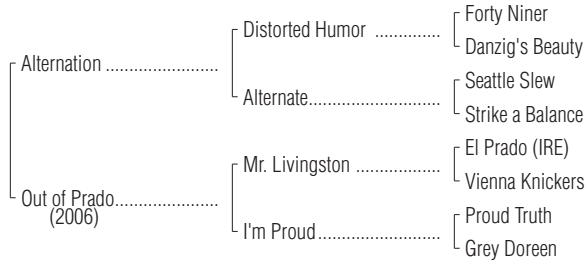 Forty Niner
Distorted Humor ..............
Danzig's Beauty
Alternation .......................
Seattle Slew
Alternate...........................
Strike a Balance
El Prado (IRE)
Mr. Livingston .................
Vienna Knickers
Out of Prado.....................
(2006)
Proud Truth
I'm Proud.........................
Grey Doreen